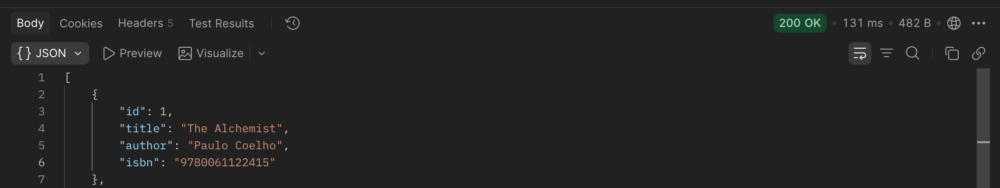 Body Cookies Headers 5 Test Results 200 OK • 131 ms • 482 B •
{} JSON Preview Visualize
1 [
2 {
3 "id": 1,
4 "title": "The Alchemist",
5 "author": "Paulo Coelho",
6 "isbn": "9780061122415"
7 },